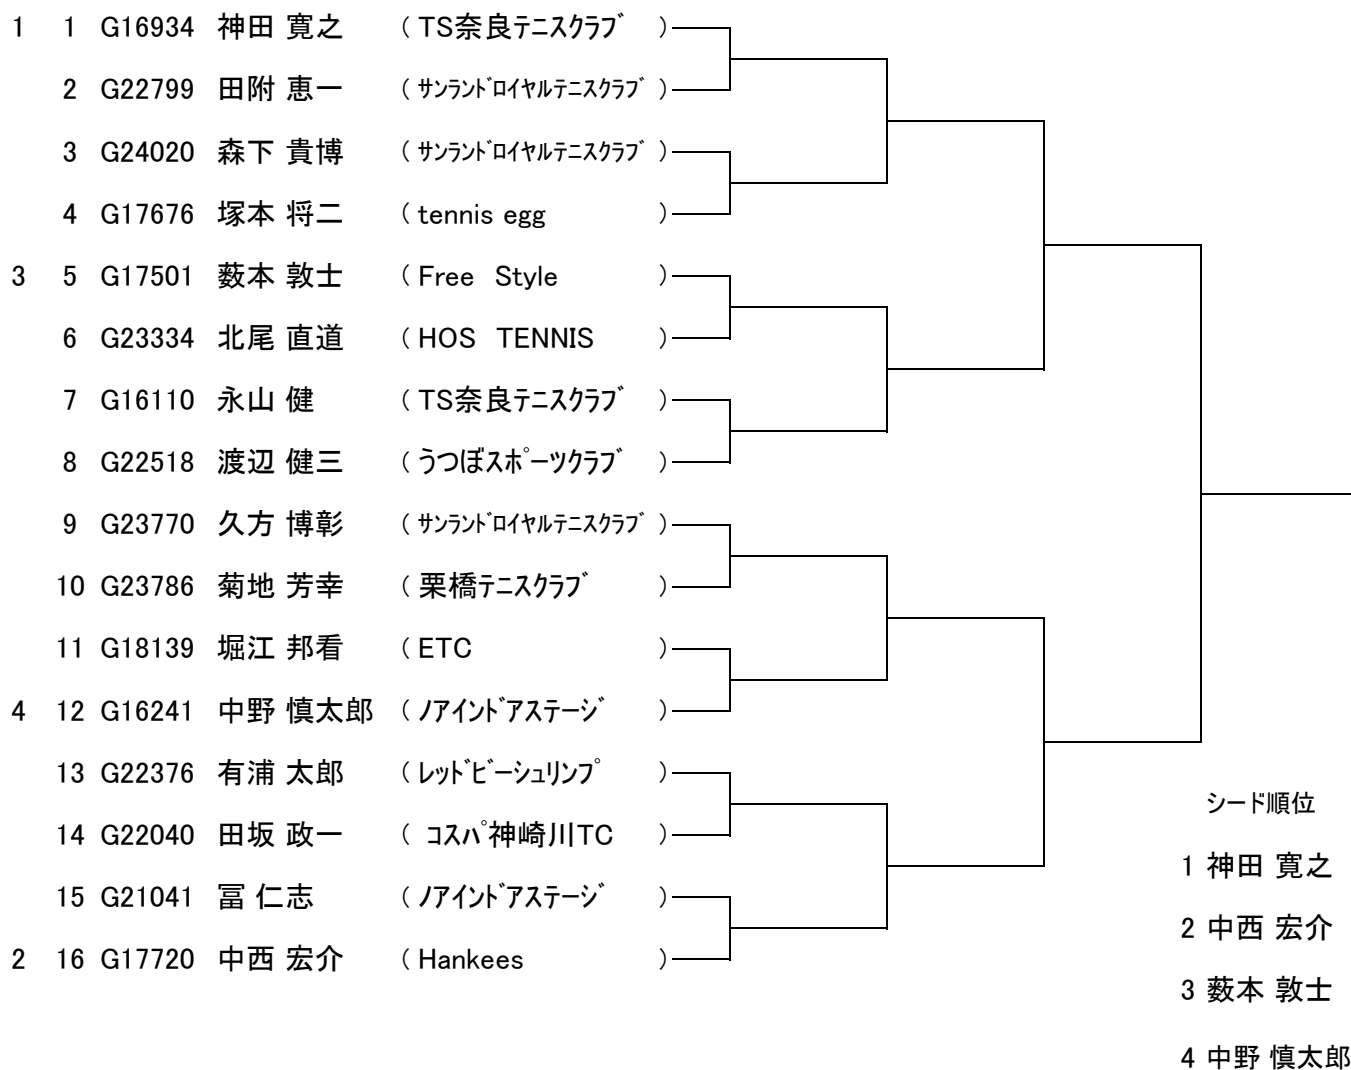 1 1 G16934 神田 寛之 ( TS奈良ﾃﾆｽｸﾗﾌﾞ )
2 G22799 田附 恵一 ( ｻﾝﾗﾝﾄﾞﾛｲﾔﾙﾃﾆｽｸﾗﾌﾞ )
3 G24020 森下 貴博 ( ｻﾝﾗﾝﾄﾞﾛｲﾔﾙﾃﾆｽｸﾗﾌﾞ )
4 G17676 塚本 将二 ( tennis egg )
3 5 G17501 薮本 敦士 ( Free Style )
6 G23334 北尾 直道 ( HOS TENNIS )
7 G16110 永山 健 ( TS奈良ﾃﾆｽｸﾗﾌﾞ )
8 G22518 渡辺 健三 ( うつぼｽﾎﾟｰﾂｸﾗﾌﾞ )
9 G23770 久方 博彰 ( ｻﾝﾗﾝﾄﾞﾛｲﾔﾙﾃﾆｽｸﾗﾌﾞ )
10 G23786 菊地 芳幸 ( 栗橋ﾃﾆｽｸﾗﾌﾞ )
11 G18139 堀江 邦看 ( ETC )
4 12 G16241 中野 慎太郎 ( ﾉｱｲﾝﾄﾞｱｽﾃｰｼﾞ )
13 G22376 有浦 太郎 ( ﾚｯﾄﾞﾋﾞｰｼｭﾘﾝﾌﾟ )
14 G22040 田坂 政一 ( ｺｽﾊﾟ神崎川TC )
15 G21041 冨 仁志 ( ﾉｱｲﾝﾄﾞｱｽﾃｰｼﾞ )
2 16 G17720 中西 宏介 ( Hankees )
シード順位
1 神田 寛之
2 中西 宏介
3 薮本 敦士
4 中野 慎太郎